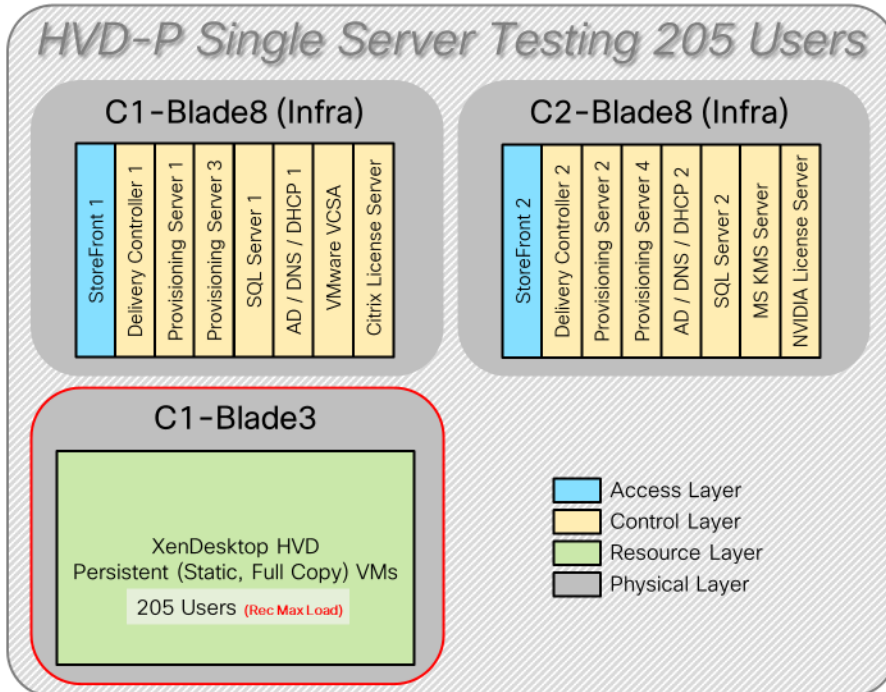 HVD-P Single Server Testing 205 Users
C1-Blade8 (Infra)
StoreFront 1
Delivery Controller 1
Provisioning Server 1
Provisioning Server 3
SQL Server 1
AD / DNS / DHCP 1
VMware VCSA
Citrix License Server
C2-Blade8 (Infra)
StoreFront 2
Delivery Controller 2
Provisioning Server 2
Provisioning Server 4
AD / DNS / DHCP 2
SQL Server 2
MS KMS Server
NVIDIA License Server
C1-Blade3
XenDesktop HVD
Persistent (Static, Full Copy) VMs
205 Users (Rec Max Load)
Access Layer
Control Layer
Resource Layer
Physical Layer